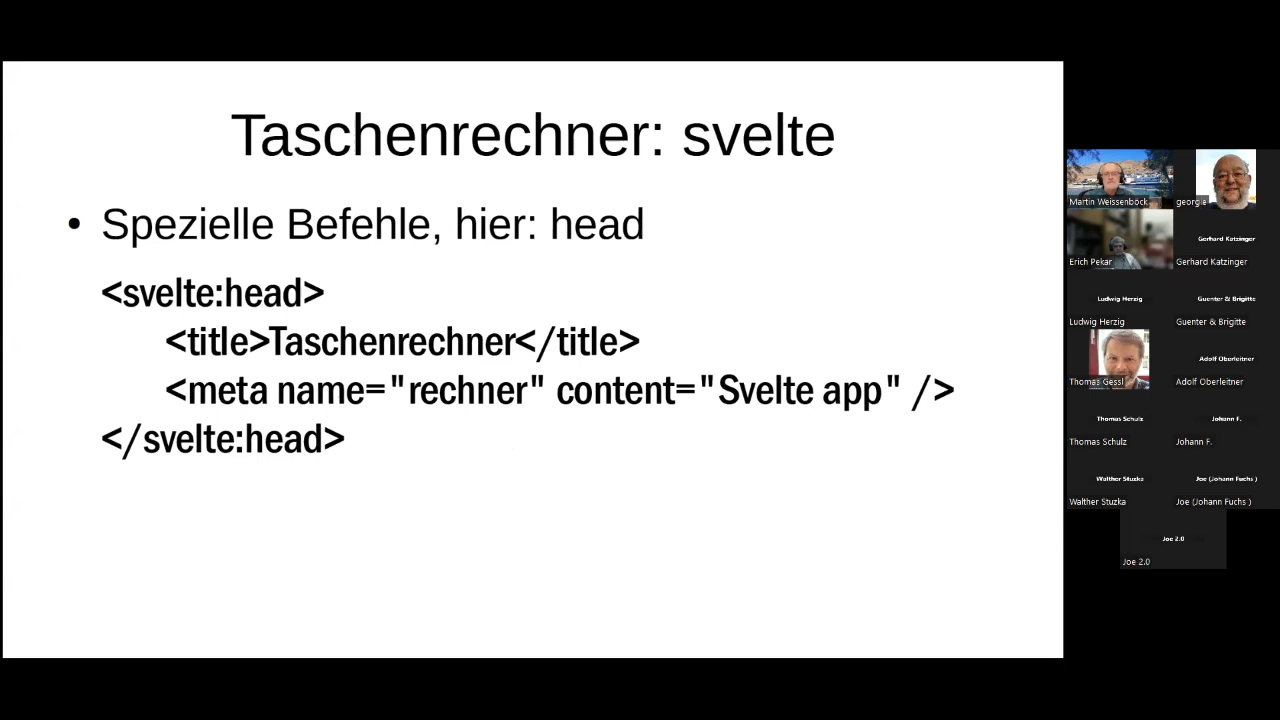 Taschenrechner: svelte
• Spezielle Befehle, hier: head
<svelte:head>
<title>Taschenrechner</title>
<meta name="rechner" content="Svelte app" />
</svelte:head>
Martin Weissenböck
georgie
Erich Pekar
Gerhard Katzinger
Gerhard Katzinger
Ludwig Herzig
Ludwig Herzig
Guenter & Brigitte
Guenter & Brigitte
Thomas Gessl
Adolf Oberleitner
Adolf Oberleitner
Thomas Schulz
Thomas Schulz
Johann F.
Johann F.
Walther Stuzka
Walther Stuzka
Joe (Johann Fuchs )
Joe (Johann Fuchs )
Joe 2.0
Joe 2.0